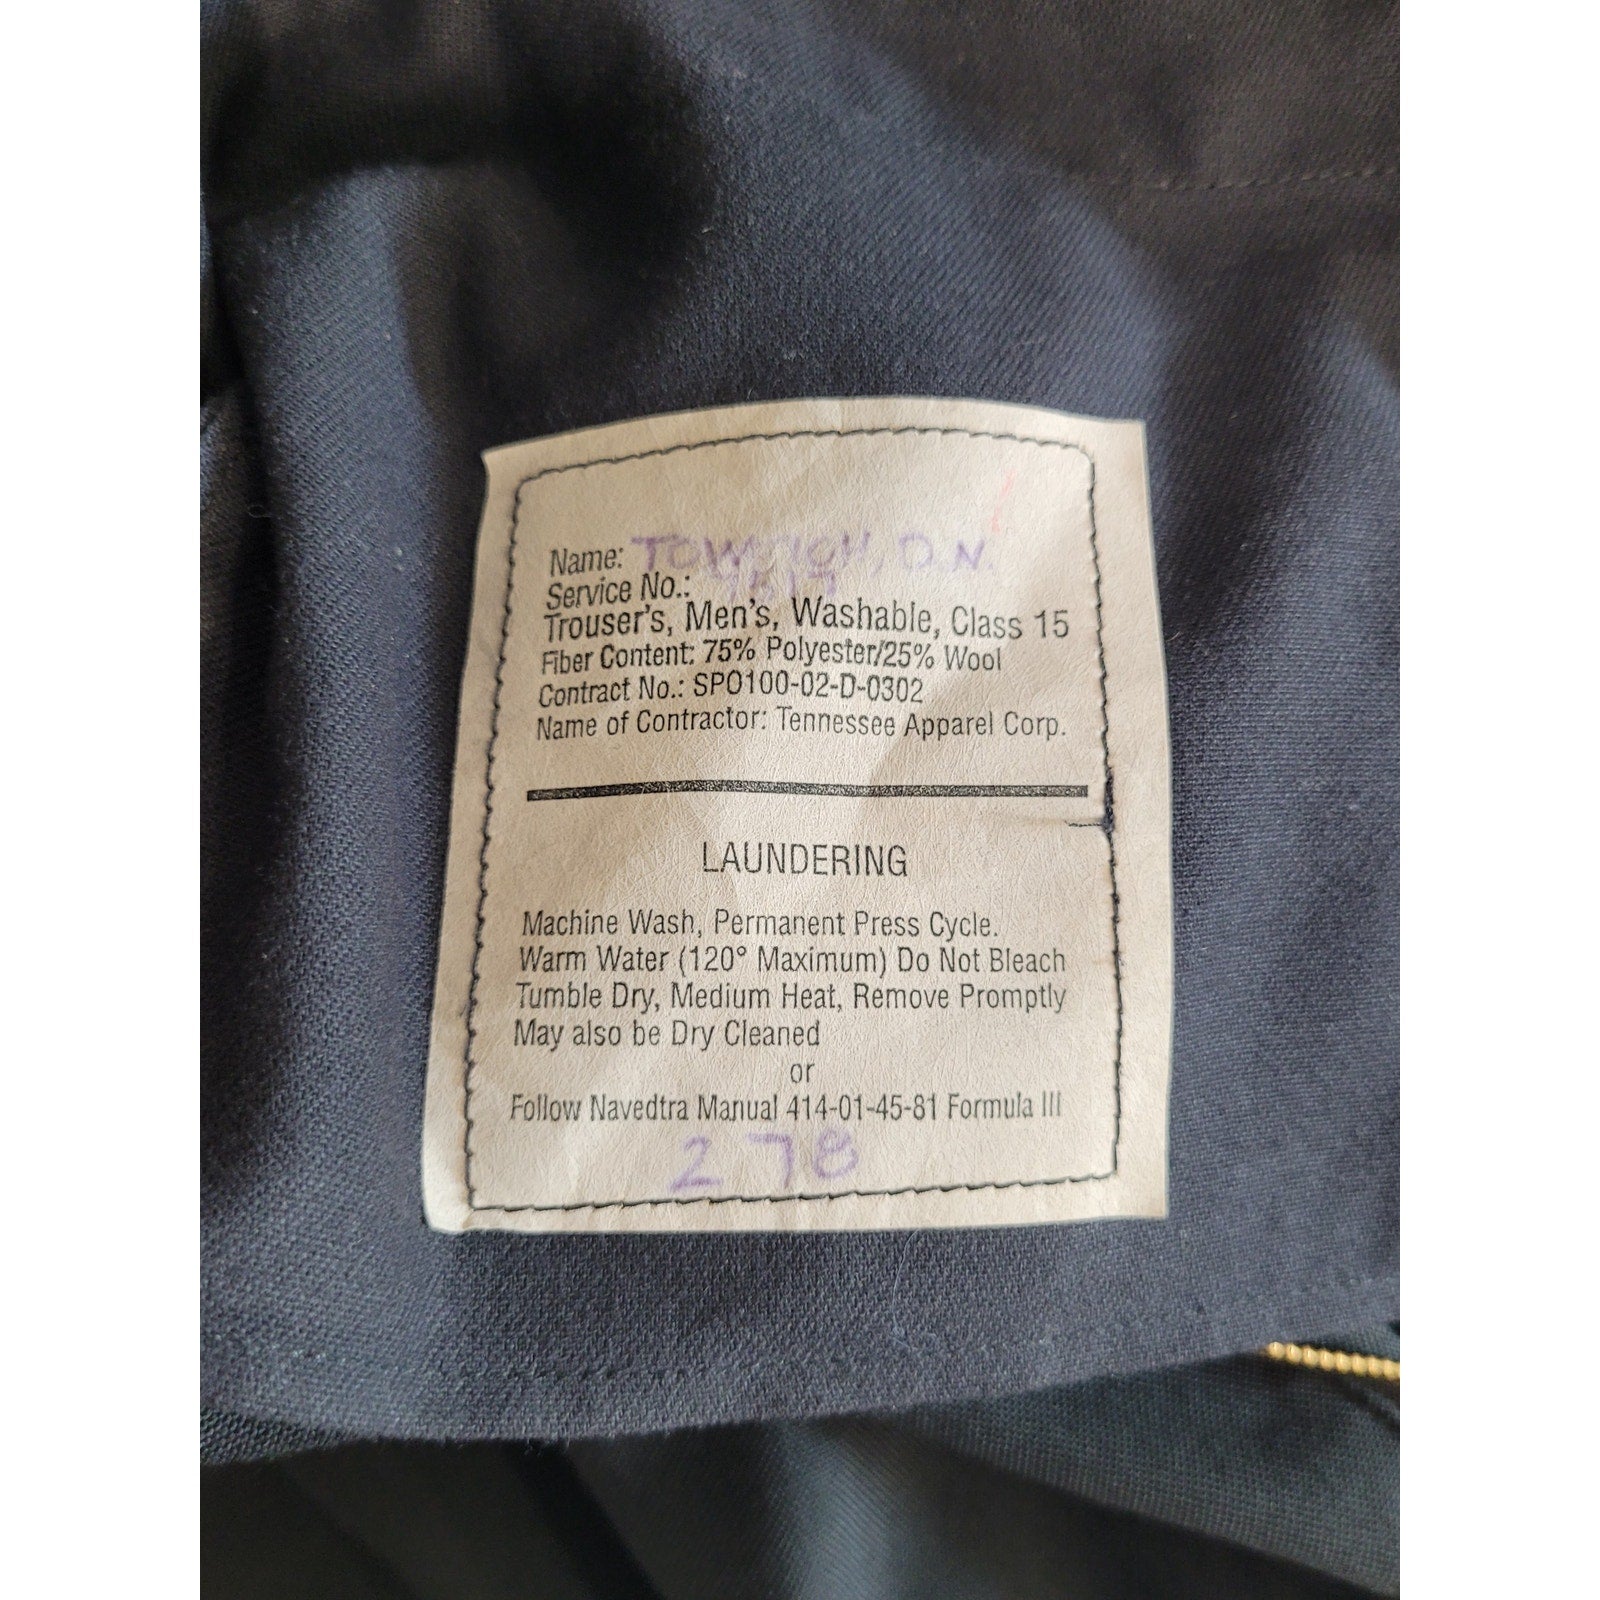 Name: D.N.
Service No.: 7817
Trouser's, Men's, Washable, Class 15
Fiber Content: 75% Polyester/25% Wool
Contract No.: SPO100-02-D-0302
Name of Contractor: Tennessee Apparel Corp.
LAUNDERING
Machine Wash, Permanent Press Cycle.
Warm Water (120° Maximum) Do Not Bleach
Tumble Dry, Medium Heat, Remove Promptly
May also be Dry Cleaned
or
Follow Navedtra Manual 414-01-45-81 Formula III
278